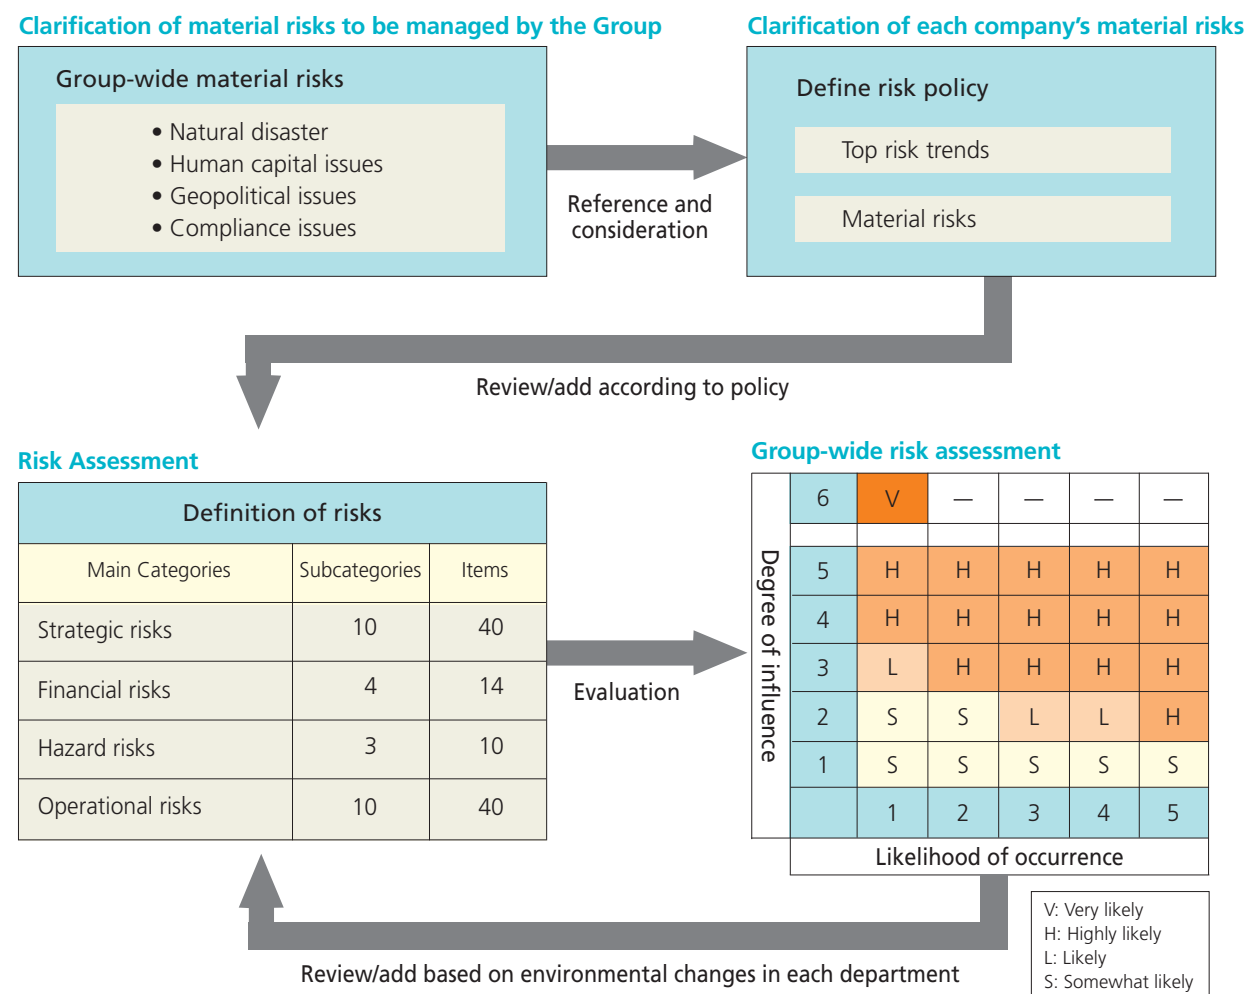 Clarification of material risks to be managed by the Group
Group-wide material risks
• Natural disaster
• Human capital issues
• Geopolitical issues
• Compliance issues
Reference and
consideration
Clarification of each company's material risks
Define risk policy
Top risk trends
Material risks
Review/add according to policy
Risk Assessment
Definition of risks
Main Categories Subcategories Items
Strategic risks 10 40
Financial risks 4 14
Hazard risks 3 10
Operational risks 10 40
Evaluation
Group-wide risk assessment
Degree of influence
6 V — — — —
5 H H H H H
4 H H H H H
3 L H H H H
2 S S L L H
1 S S S S S
1 2 3 4 5
Likelihood of occurrence
V: Very likely
H: Highly likely
L: Likely
S: Somewhat likely
Review/add based on environmental changes in each department